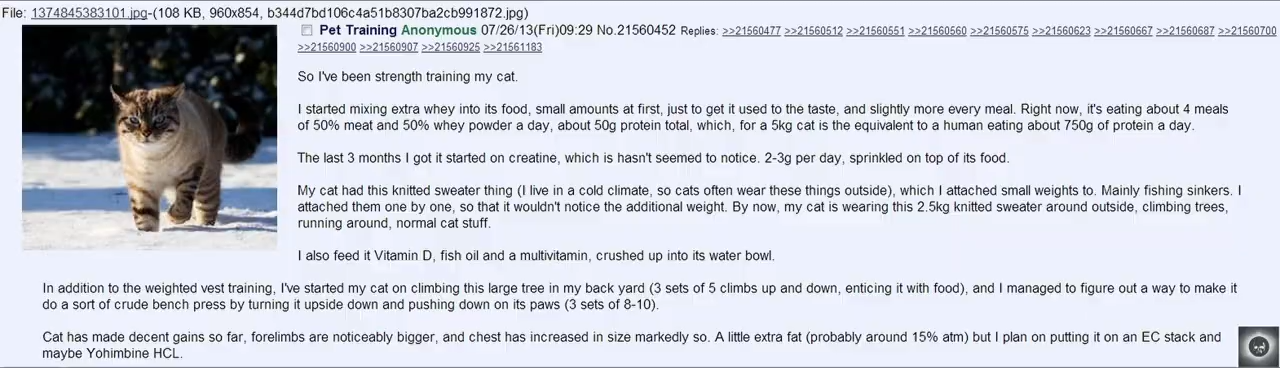 File: 1374845383101.jpg-(108 KB, 960x854, b344d7bd106c4a51b8307ba2cb991872.jpg)
Pet Training Anonymous 07/26/13(Fri)09:29 No.21560452 Replies: >>21560477 >>21560512 >>21560551 >>21560560 >>21560575 >>21560623 >>21560667 >>21560687 >>21560700
>>21560900 >>21560907 >>21560925 >>21561183
So I've been strength training my cat.
I started mixing extra whey into its food, small amounts at first, just to get it used to the taste, and slightly more every meal. Right now, it's eating about 4 meals
of 50% meat and 50% whey powder a day, about 50g protein total, which, for a 5kg cat is the equivalent to a human eating about 750g of protein a day.
The last 3 months I got it started on creatine, which is hasn't seemed to notice. 2-3g per day, sprinkled on top of its food.
My cat had this knitted sweater thing (I live in a cold climate, so cats often wear these things outside), which I attached small weights to. Mainly fishing sinkers. I
attached them one by one, so that it wouldn't notice the additional weight. By now, my cat is wearing this 2.5kg knitted sweater around outside, climbing trees,
running around, normal cat stuff.
I also feed it Vitamin D, fish oil and a multivitamin, crushed up into its water bowl.
In addition to the weighted vest training, I've started my cat on climbing this large tree in my back yard (3 sets of 5 climbs up and down, enticing it with food), and I managed to figure out a way to make it
do a sort of crude bench press by turning it upside down and pushing down on its paws (3 sets of 8-10).
Cat has made decent gains so far, forelimbs are noticeably bigger, and chest has increased in size markedly so. A little extra fat (probably around 15% atm) but I plan on putting it on an EC stack and
maybe Yohimbine HCL.